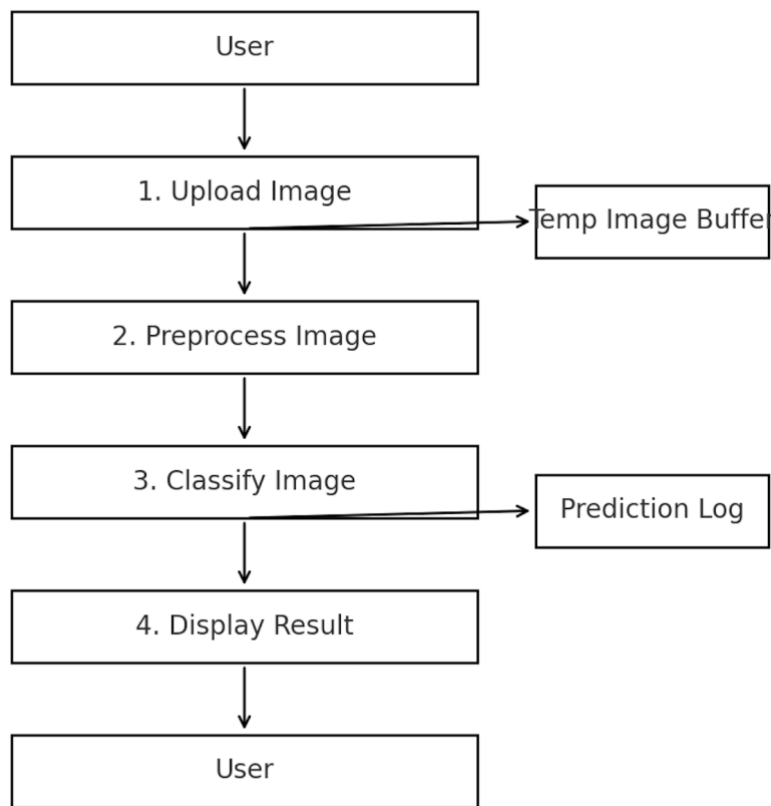 User
1. Upload Image
Temp Image Buffer
2. Preprocess Image
3. Classify Image
Prediction Log
4. Display Result
User